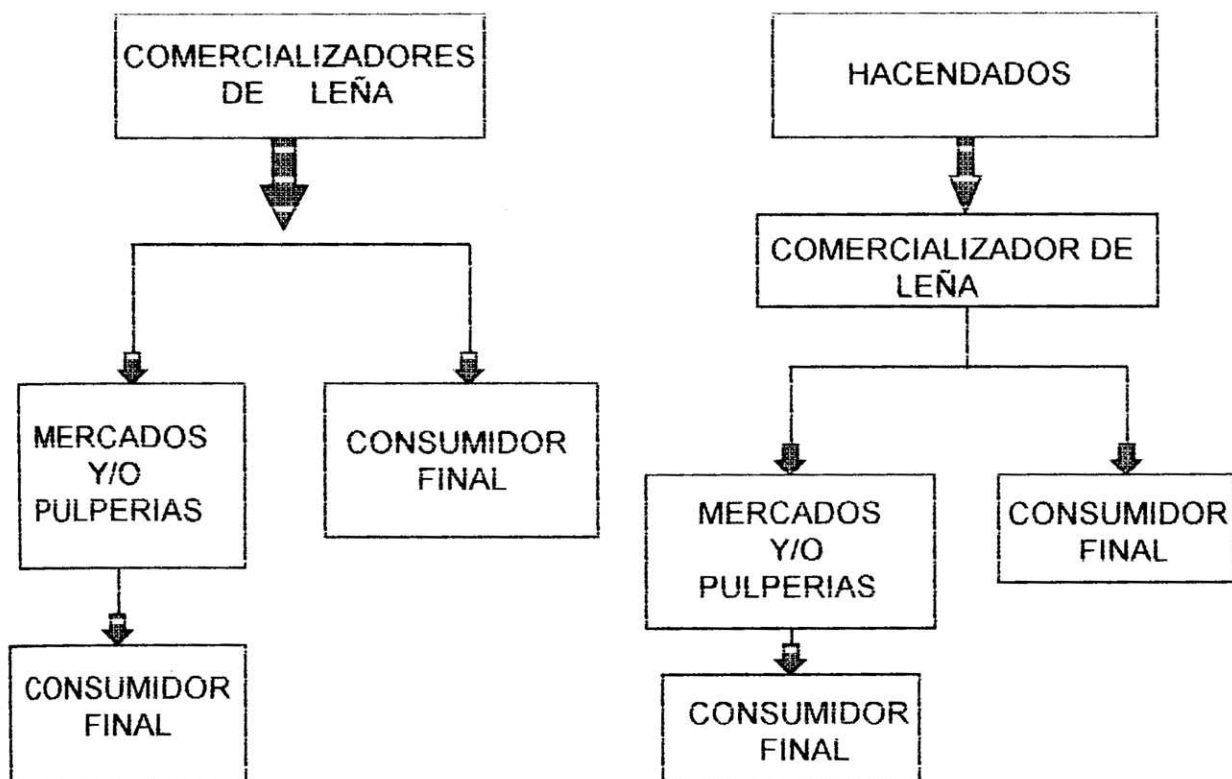 COMERCIALIZADORES
DE LEÑA
MERCADOS
Y/O
PULPERIAS
CONSUMIDOR
FINAL
CONSUMIDOR
FINAL
HACENDADOS
COMERCIALIZADOR DE
LEÑA
MERCADOS
Y/O
PULPERIAS
CONSUMIDOR
FINAL
CONSUMIDOR
FINAL